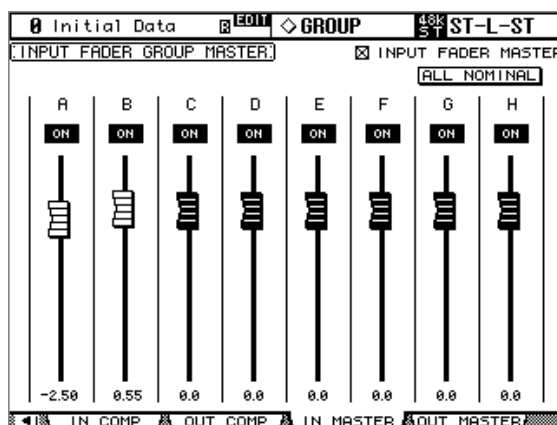 0 Initial Data R EDIT ◇GROUP 48K ST ST-L-ST
INPUT FADER GROUP MASTER INPUT FADER MASTER
ALL NOMINAL
A B C D E F G H
ON ON ON ON ON ON ON ON
-2.50 0.55 0.0 0.0 0.0 0.0 0.0 0.0
IN COMP OUT COMP IN MASTER OUT MASTER